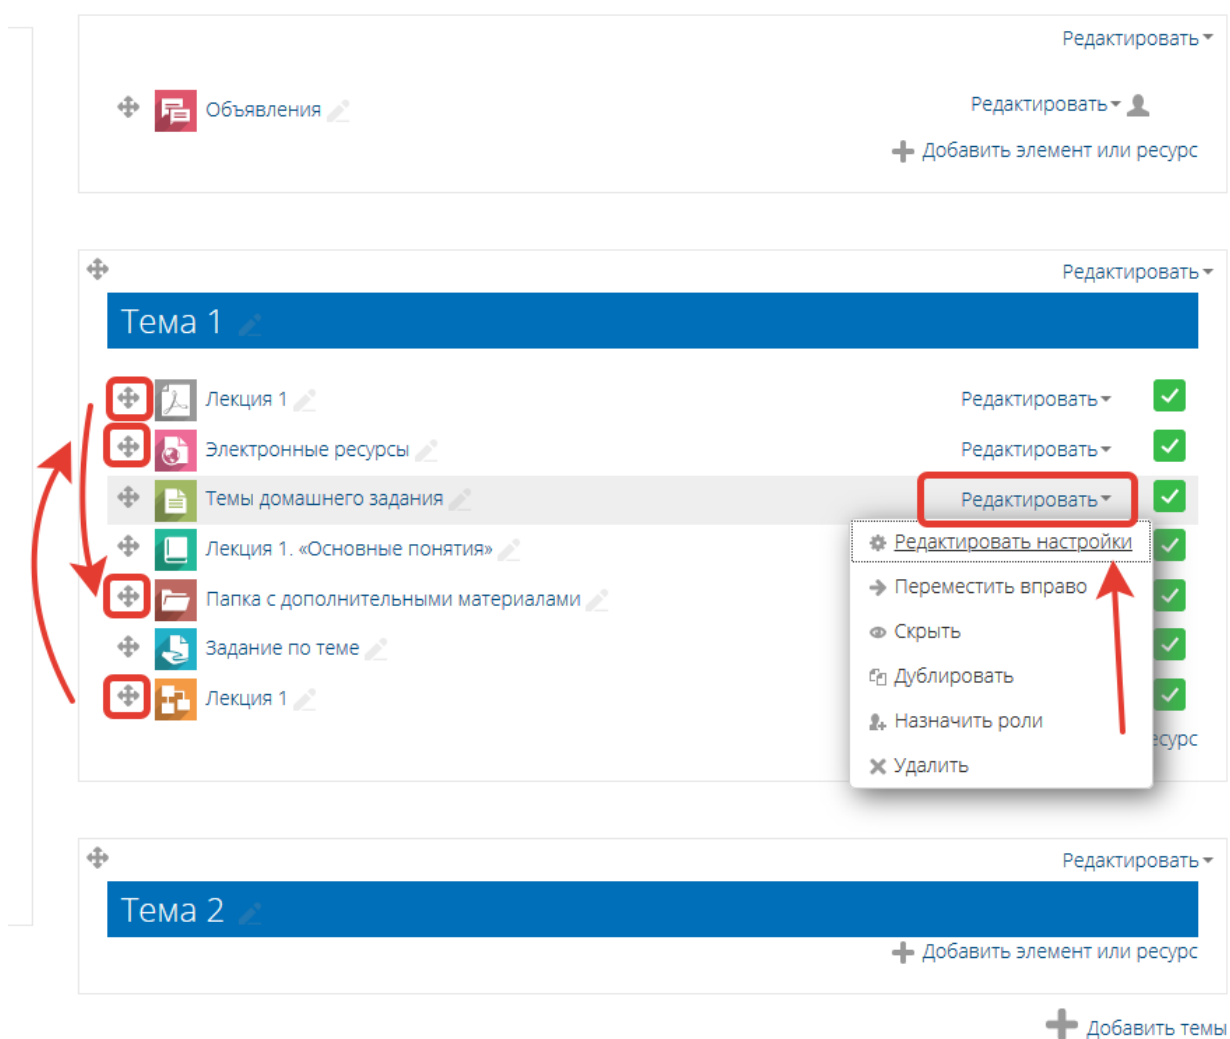 Редактировать
Объявления Редактировать
Добавить элемент или ресурс
Редактировать
Тема 1
Лекция 1 Редактировать
Электронные ресурсы Редактировать
Темы домашнего задания Редактировать
Лекция 1. «Основные понятия» Редактировать настройки
Переместить вправо
Папка с дополнительными материалами
Скрыть
Задание по теме
Дублировать
Лекция 1
Назначить роли
есурс
Удалить
Редактировать
Тема 2
Добавить элемент или ресурс
Добавить темы